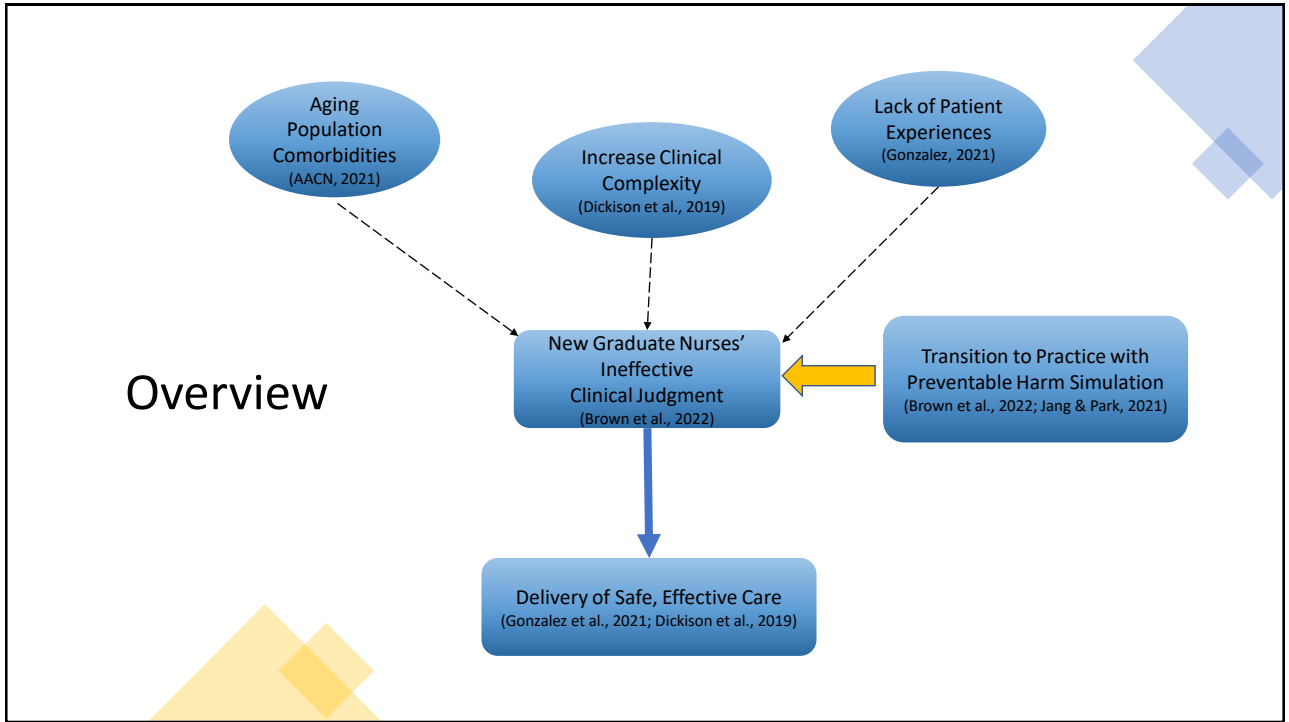 Aging
Population
Comorbidities
(AACN, 2021)
Increase Clinical
Complexity
(Dickison et al., 2019)
Lack of Patient
Experiences
(Gonzalez, 2021)
Overview
New Graduate Nurses’
Ineffective
Clinical Judgment
(Brown et al., 2022)
Transition to Practice with
Preventable Harm Simulation
(Brown et al., 2022; Jang & Park, 2021)
Delivery of Safe, Effective Care
(Gonzalez et al., 2021; Dickison et al., 2019)